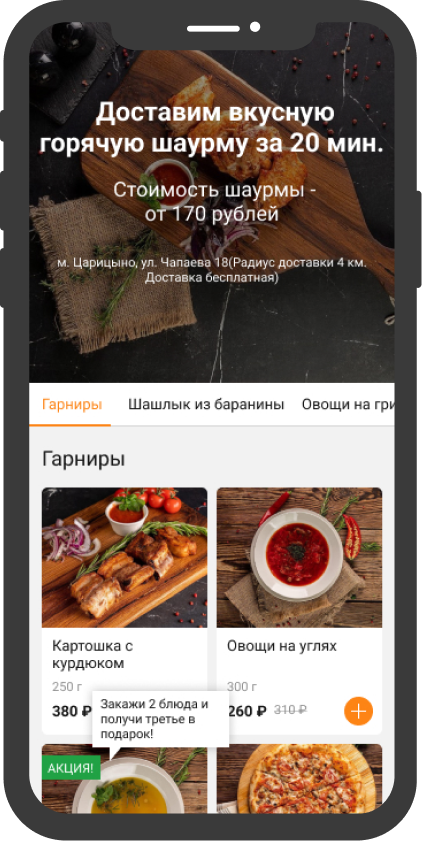 Доставим вкусную
горячую шаурму за 20 мин.
Стоимость шаурмы -
от 170 рублей
м. Царицыно, ул. Чапаева 18(Радиус доставки 4 км.
Доставка бесплатная)
Гарниры Шашлык из баранины Овощи на гри
Гарниры
Картошка с
курдюком
250 г
380 ₽
Овощи на углях
300 г
260 ₽ 310 ₽
Закажи 2 блюда и
получи третье в
подарок!
АКЦИЯ!